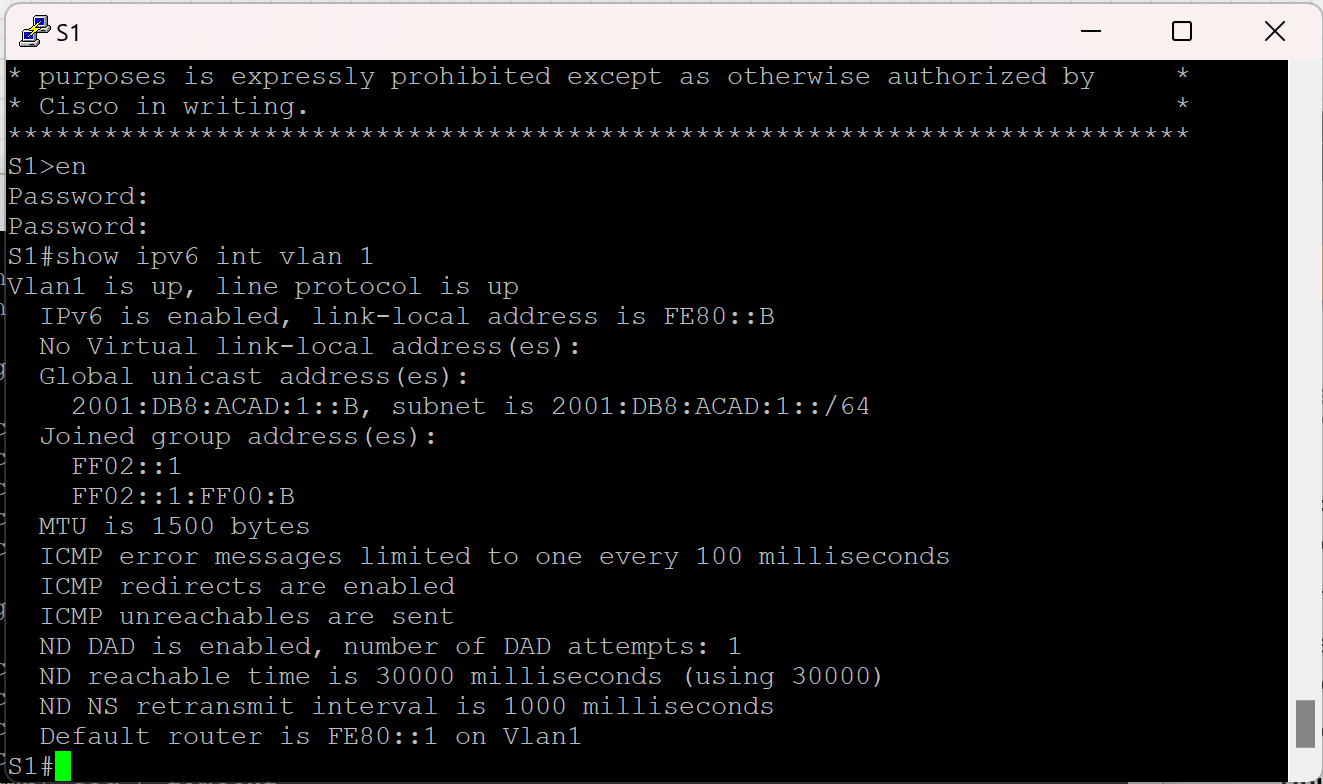 S1
* purposes is expressly prohibited except as otherwise authorized by     *
* Cisco in writing.                                                      *
**************************************************************************
S1>en
Password:
Password:
S1#show ipv6 int vlan 1
Vlan1 is up, line protocol is up
  IPv6 is enabled, link-local address is FE80::B
  No Virtual link-local address(es):
  Global unicast address(es):
    2001:DB8:ACAD:1::B, subnet is 2001:DB8:ACAD:1::/64
  Joined group address(es):
    FF02::1
    FF02::1:FF00:B
  MTU is 1500 bytes
  ICMP error messages limited to one every 100 milliseconds
  ICMP redirects are enabled
  ICMP unreachables are sent
  ND DAD is enabled, number of DAD attempts: 1
  ND reachable time is 30000 milliseconds (using 30000)
  ND NS retransmit interval is 1000 milliseconds
  Default router is FE80::1 on Vlan1
S1#